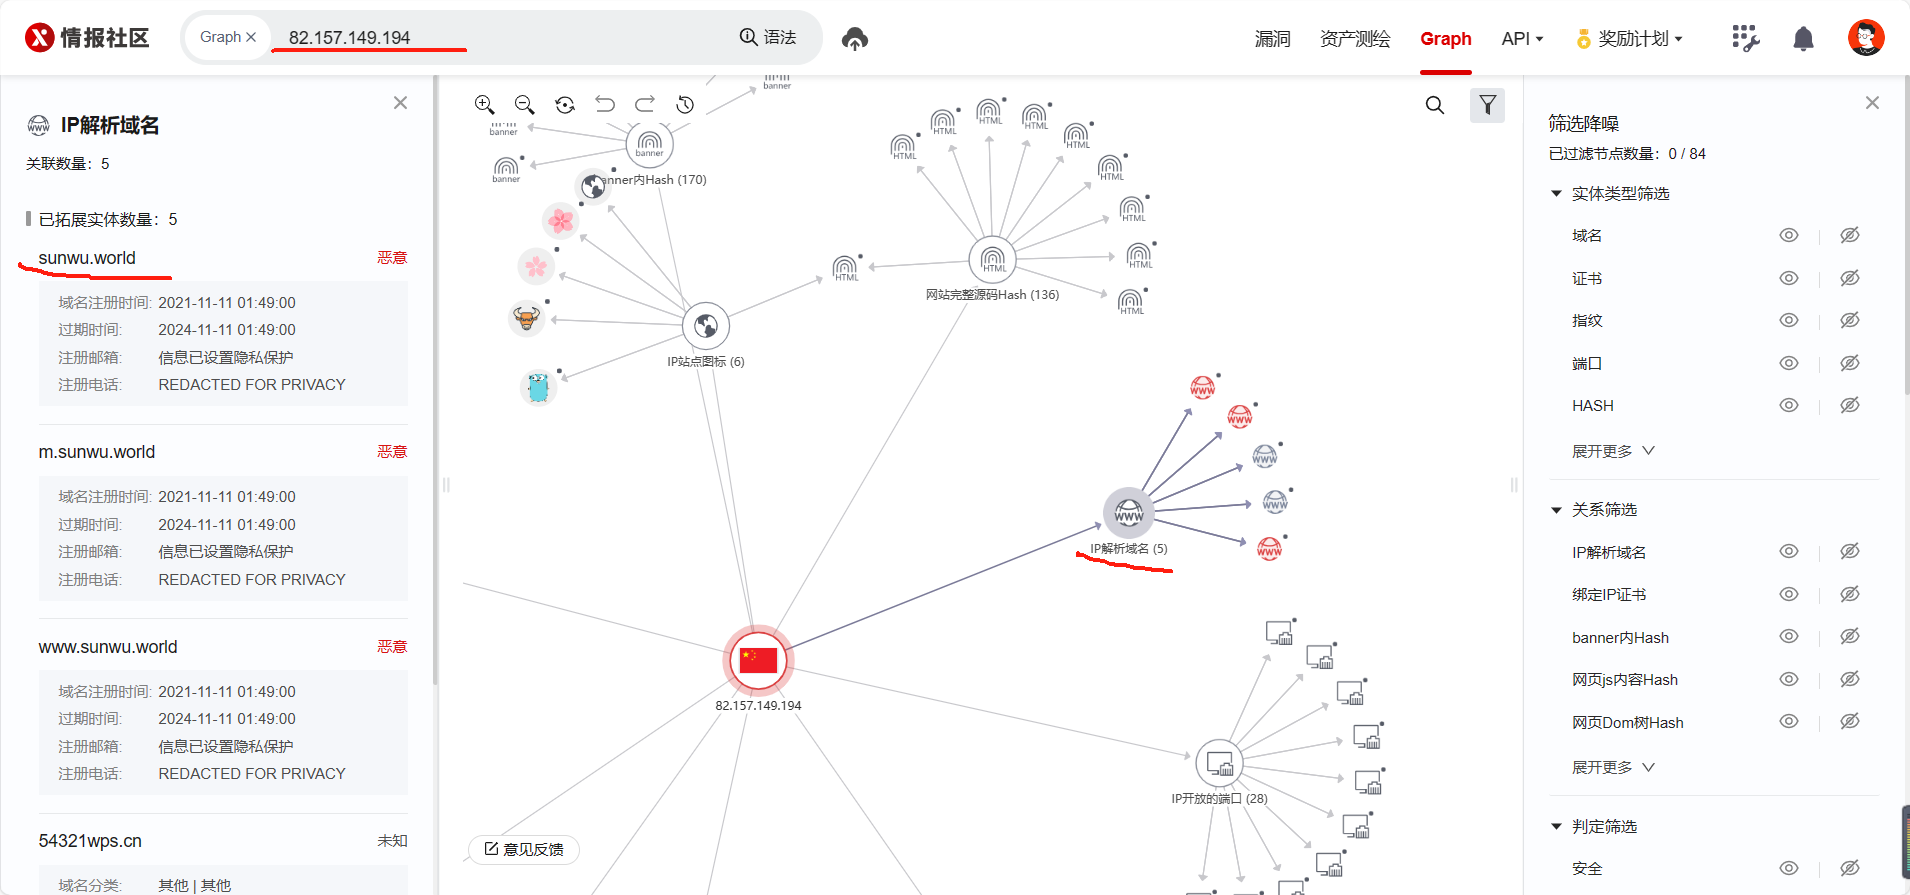 X 情报社区
Graph ×
82.157.149.194
语法
漏洞
资产测绘
Graph
API
奖励计划
IP解析域名
关联数量：5
已拓展实体数量：5
sunwu.world
恶意
域名注册时间: 2021-11-11 01:49:00
过期时间: 2024-11-11 01:49:00
注册邮箱: 信息已设置隐私保护
注册电话: REDACTED FOR PRIVACY
m.sunwu.world
恶意
域名注册时间: 2021-11-11 01:49:00
过期时间: 2024-11-11 01:49:00
注册邮箱: 信息已设置隐私保护
注册电话: REDACTED FOR PRIVACY
www.sunwu.world
恶意
域名注册时间: 2021-11-11 01:49:00
过期时间: 2024-11-11 01:49:00
注册邮箱: 信息已设置隐私保护
注册电话: REDACTED FOR PRIVACY
54321wps.cn
未知
域名分类: 其他 | 其他
banner
banner
banner
banner
banner内Hash (170)
HTML
HTML
HTML
HTML
HTML
HTML
HTML
HTML
HTML
HTML
HTML
网站完整源码Hash (136)
IP站点图标 (6)
www
www
www
www
www
www
IP解析域名 (5)
82.157.149.194
IP开放的端口 (28)
意见反馈
筛选降噪
已过滤节点数量：0 / 84
实体类型筛选
域名
证书
指纹
端口
HASH
展开更多
关系筛选
IP解析域名
绑定IP证书
banner内Hash
网页js内容Hash
网页Dom树Hash
展开更多
判定筛选
安全